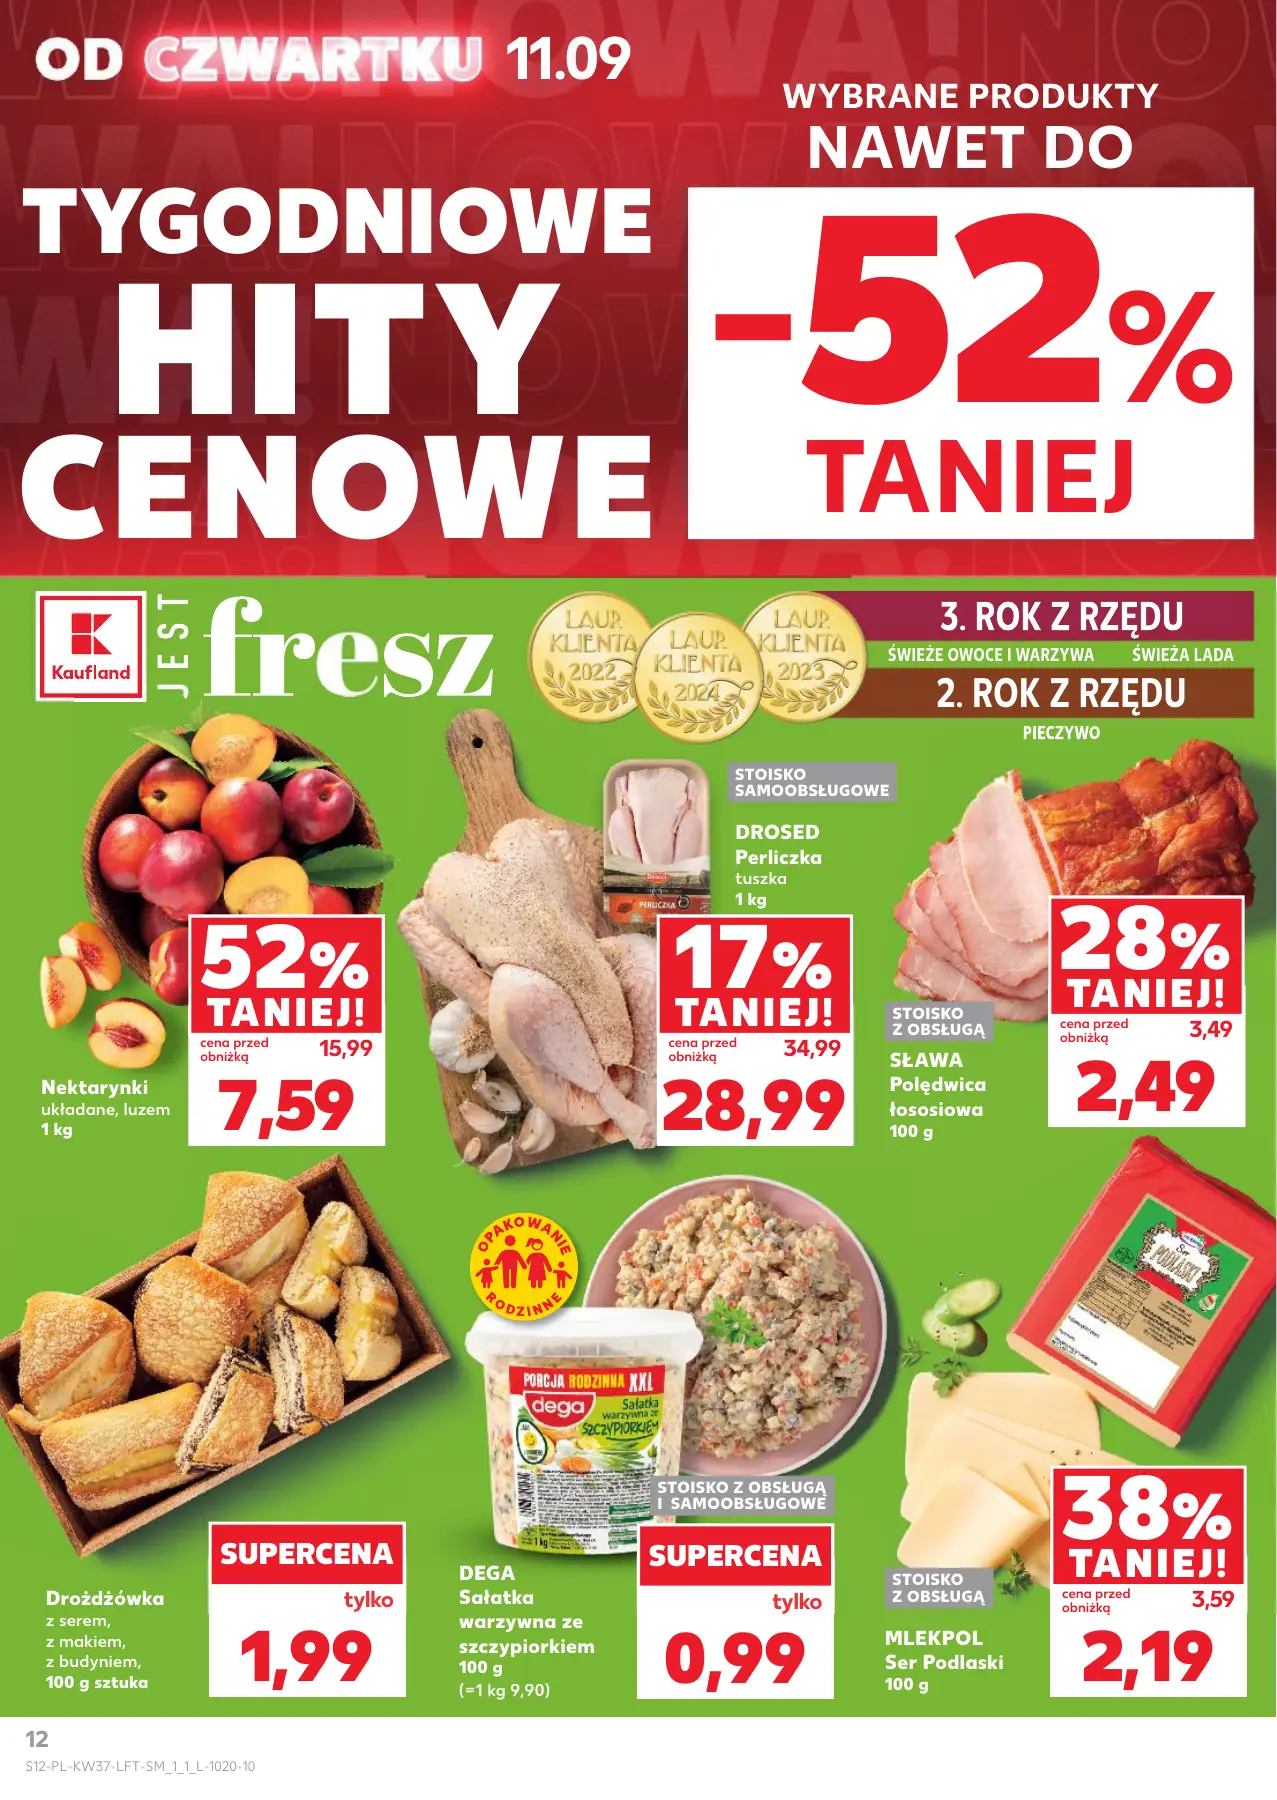 OD CZWARTKU 11.09
WYBRANE PRODUKTY
NAWET DO
-52%
TANIEJ
TYGODNIOWE
HITY
CENOWE
Kaufland
JEST
fresz
LAUR
KLIENTA
2022
LAUR
KLIENTA
2024
LAUR
KLIENTA
2023
3. ROK Z RZĘDU
ŚWIEŻE OWOCE I WARZYWA ŚWIEŻA LADA
2. ROK Z RZĘDU
PIECZYWO
52%
TANIEJ!
cena przed
obniżką
15,99
7,59
Nektarynki
układane, luzem
1 kg
STOISKO
SAMOOBSŁUGOWE
DROSED
Perliczka
tuszka
1 kg
PERLICZKA
17%
TANIEJ!
cena przed
obniżką
34,99
28,99
28%
TANIEJ!
cena przed
obniżką
3,49
2,49
STOISKO
Z OBSŁUGĄ
SŁAWA
Polędwica
łososiowa
100 g
Drożdżówka
z serem,
z makiem,
z budyniem,
100 g sztuka
SUPERCENA
tylko
1,99
OPAKOWANIE
RODZINNE
PORCJA RODZINNA XXL
dega
Sałatka
warzywna ze
SZCZYPIORKIEM
1 kg
STOISKO Z OBSŁUGĄ
I SAMOOBSŁUGOWE
DEGA
Sałatka
warzywna ze
szczypiorkiem
100 g
(=1 kg 9,90)
SUPERCENA
tylko
0,99
Ser
PODLASKI
STOISKO
Z OBSŁUGĄ
MLEKPOL
Ser Podlaski
100 g
38%
TANIEJ!
cena przed
obniżką
3,59
2,19
12
S12-PL-KW37-LFT-SM_1_1_L-1020-10